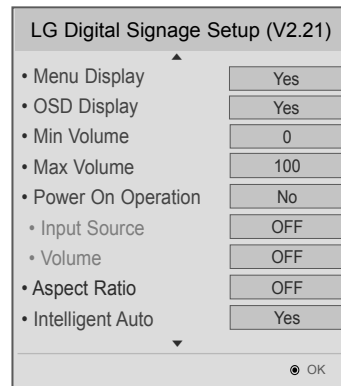 LG Digital Signage Setup (V2.21)
• Menu Display Yes
• OSD Display Yes
• Min Volume 0
• Max Volume 100
• Power On Operation No
• Input Source OFF
• Volume OFF
• Aspect Ratio OFF
• Intelligent Auto Yes
OK